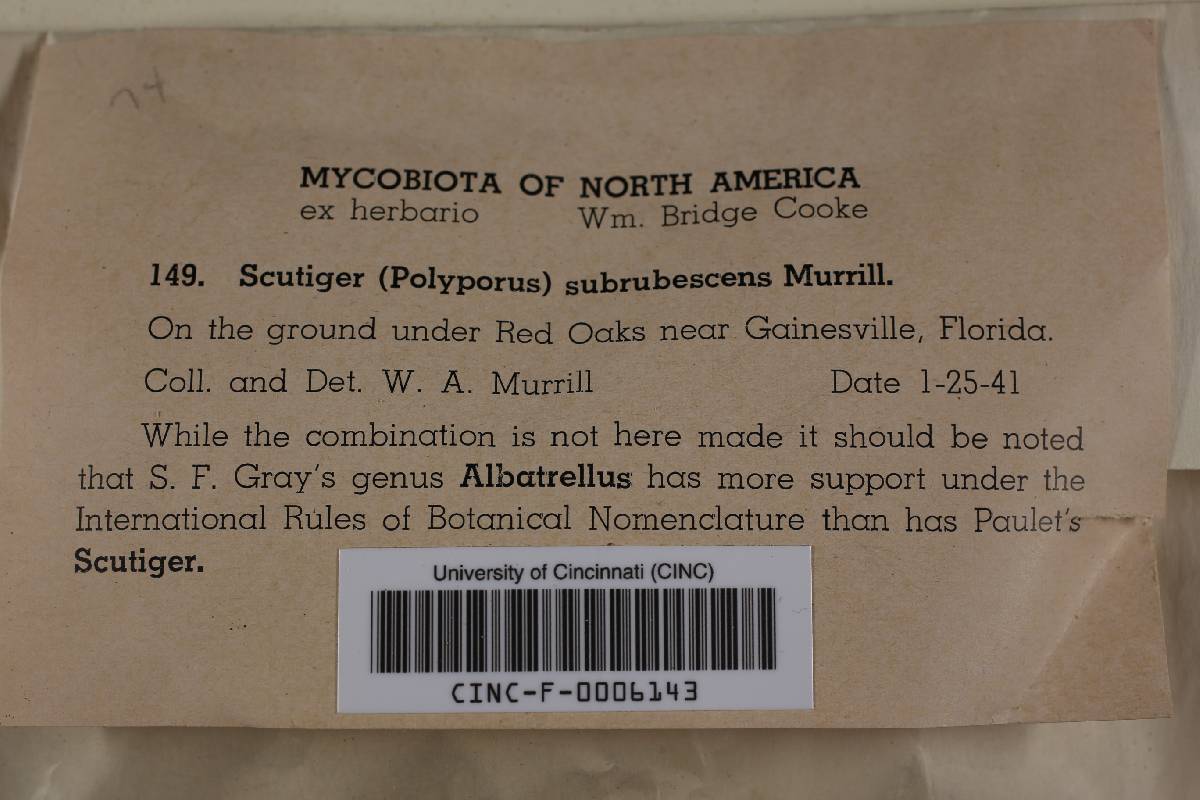 MYCOBIOTA OF NORTH AMERICA
ex herbario Wm. Bridge Cooke
149. Scutiger (Polyporus) subrubescens Murrill.
On the ground under Red Oaks near Gainesville, Florida.
Coll. and Det. W. A. Murrill Date 1-25-41
While the combination is not here made it should be noted
that S. F. Gray's genus Albatrellus has more support under the
International Rules of Botanical Nomenclature than has Paulet's
Scutiger.
University of Cincinnati (CINC)
CINC-F-0006143